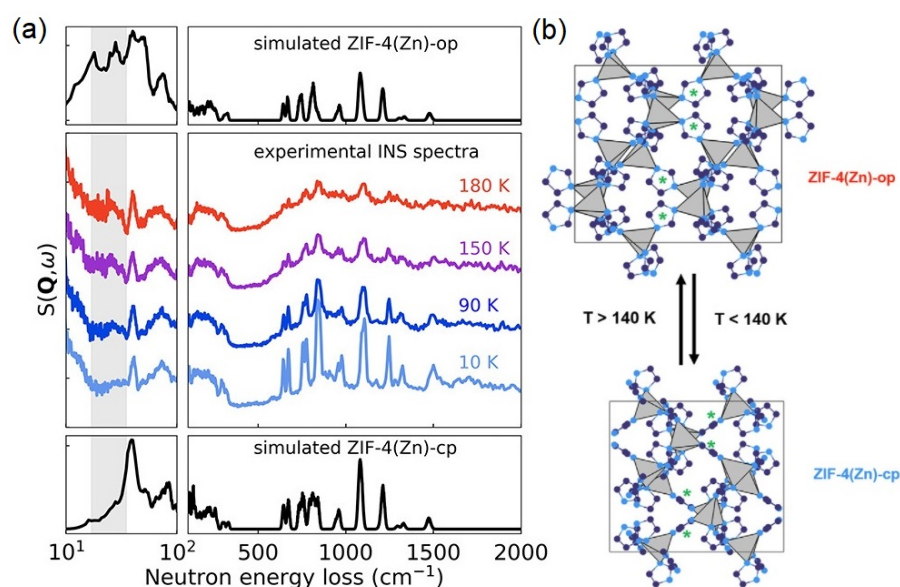 (a)
simulated ZIF-4(Zn)-op
experimental INS spectra
180 K
150 K
90 K
10 K
S(Q,ω)
simulated ZIF-4(Zn)-cp
10¹ 10² 500 1000 1500 2000
Neutron energy loss (cm⁻¹)
(b)
* 
* 
* 
* 
ZIF-4(Zn)-op
T > 140 K T < 140 K
* 
* 
* 
* 
ZIF-4(Zn)-cp